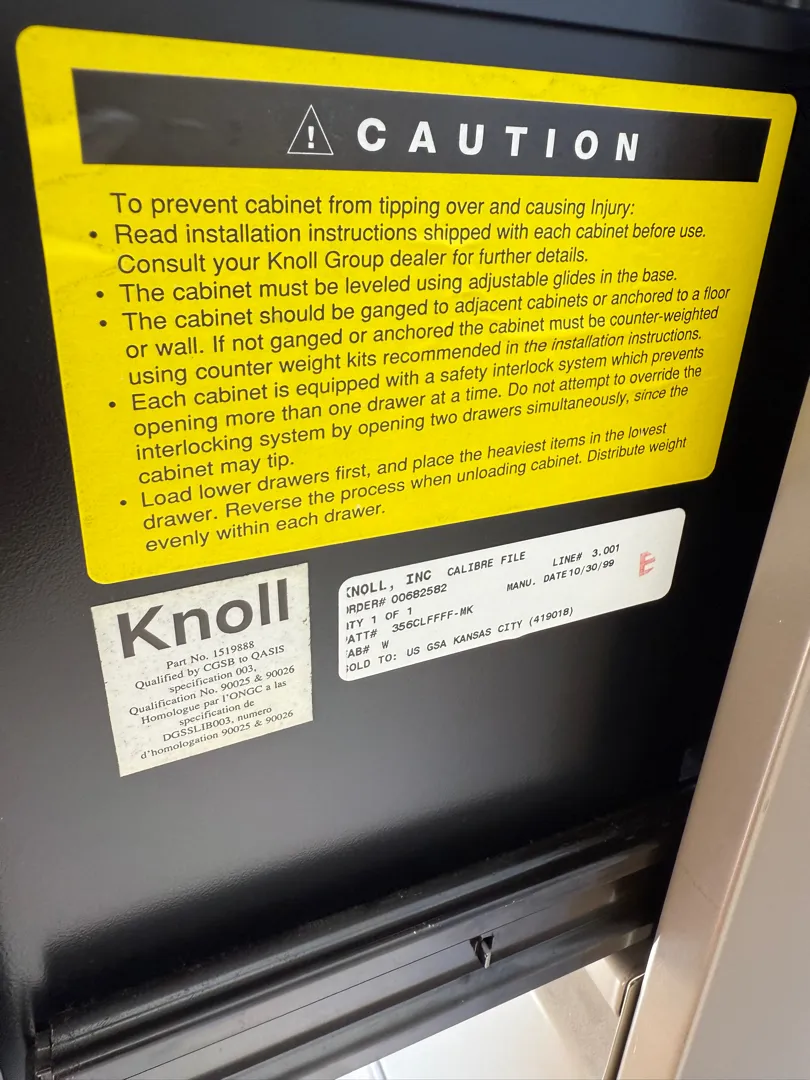 CAUTION
To prevent cabinet from tipping over and causing Injury:
• Read installation instructions shipped with each cabinet before use.
Consult your Knoll Group dealer for further details.
• The cabinet must be leveled using adjustable glides in the base.
• The cabinet should be ganged to adjacent cabinets or anchored to a floor
or wall. If not ganged or anchored the cabinet must be counter-weighted
using counter weight kits recommended in the installation instructions.
• Each cabinet is equipped with a safety interlock system which prevents
opening more than one drawer at a time. Do not attempt to override the
interlocking system by opening two drawers simultaneously, since the
cabinet may tip.
• Load lower drawers first, and place the heaviest items in the lowest
drawer. Reverse the process when unloading cabinet. Distribute weight
evenly within each drawer.
Knoll
Part No. 1519888
Qualified by CGSB to QASIS
specification 003,
Qualification No. 90025 & 90026
Homologue par l'ONGC a las
specification de
DGSSLIB003, numero
d'homologation 90025 & 90026
KNOLL, INC CALIBRE FILE LINE# 3.001
RDER# 00682582 MANU. DATE 10/30/99
TY 1 OF 1
ATT# 356CLFFFF-MK
AB# W
OLD TO: US GSA KANSAS CITY (419018)
E